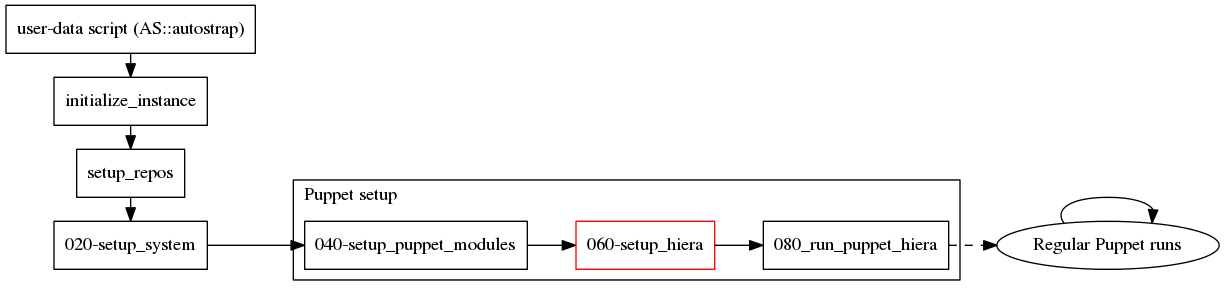 user-data script (AS::autostrap)
initialize_instance
setup_repos
020-setup_system
Puppet setup
040-setup_puppet_modules
060-setup_hiera
080_run_puppet_hiera
Regular Puppet runs